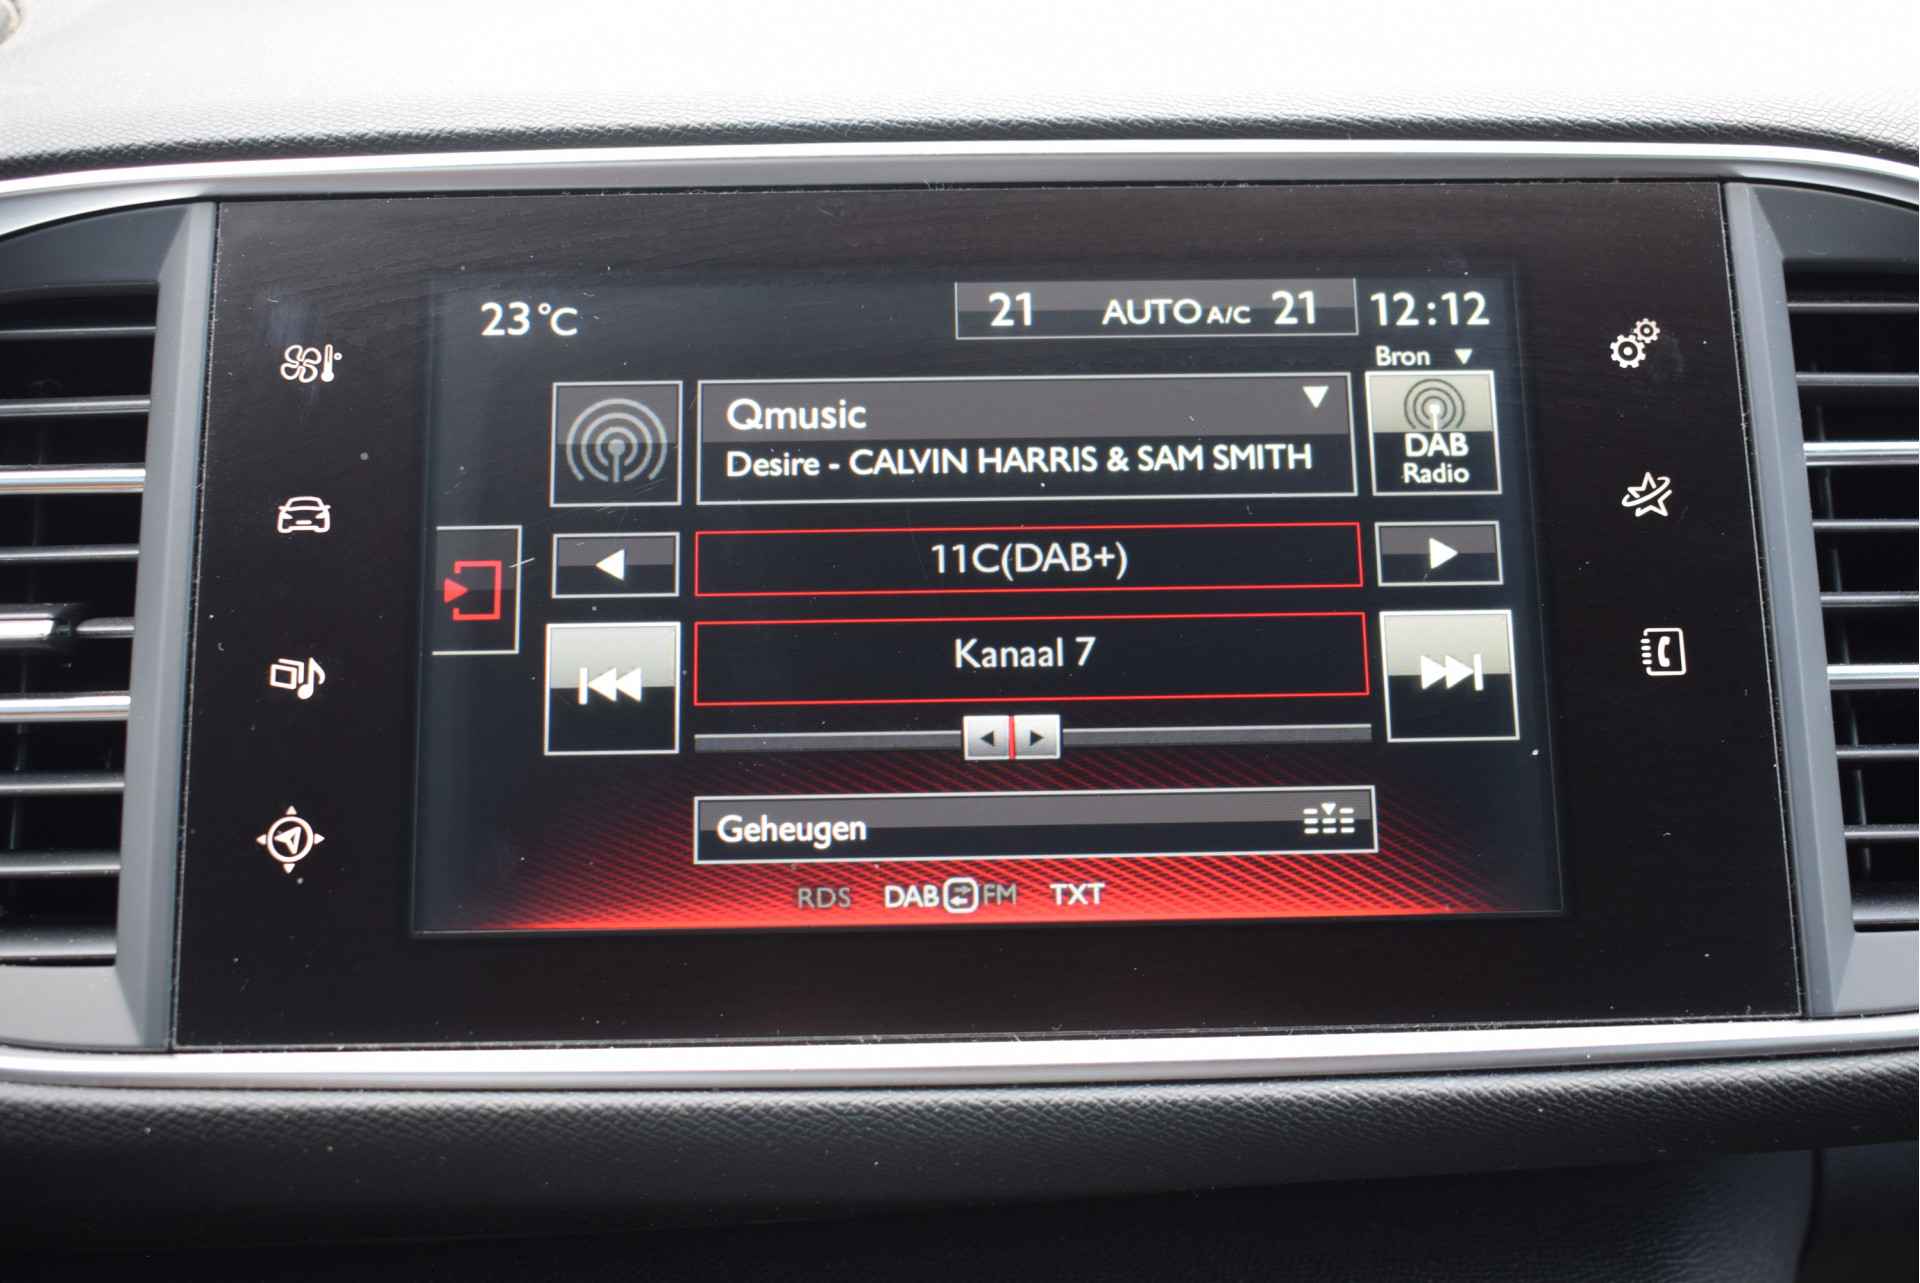 23°C
21 AUTO A/C 21 12:12
Bron
Qmusic
Desire - CALVIN HARRIS & SAM SMITH
DAB
Radio
11C(DAB+)
Kanaal 7
Geheugen
RDS DAB FM TXT